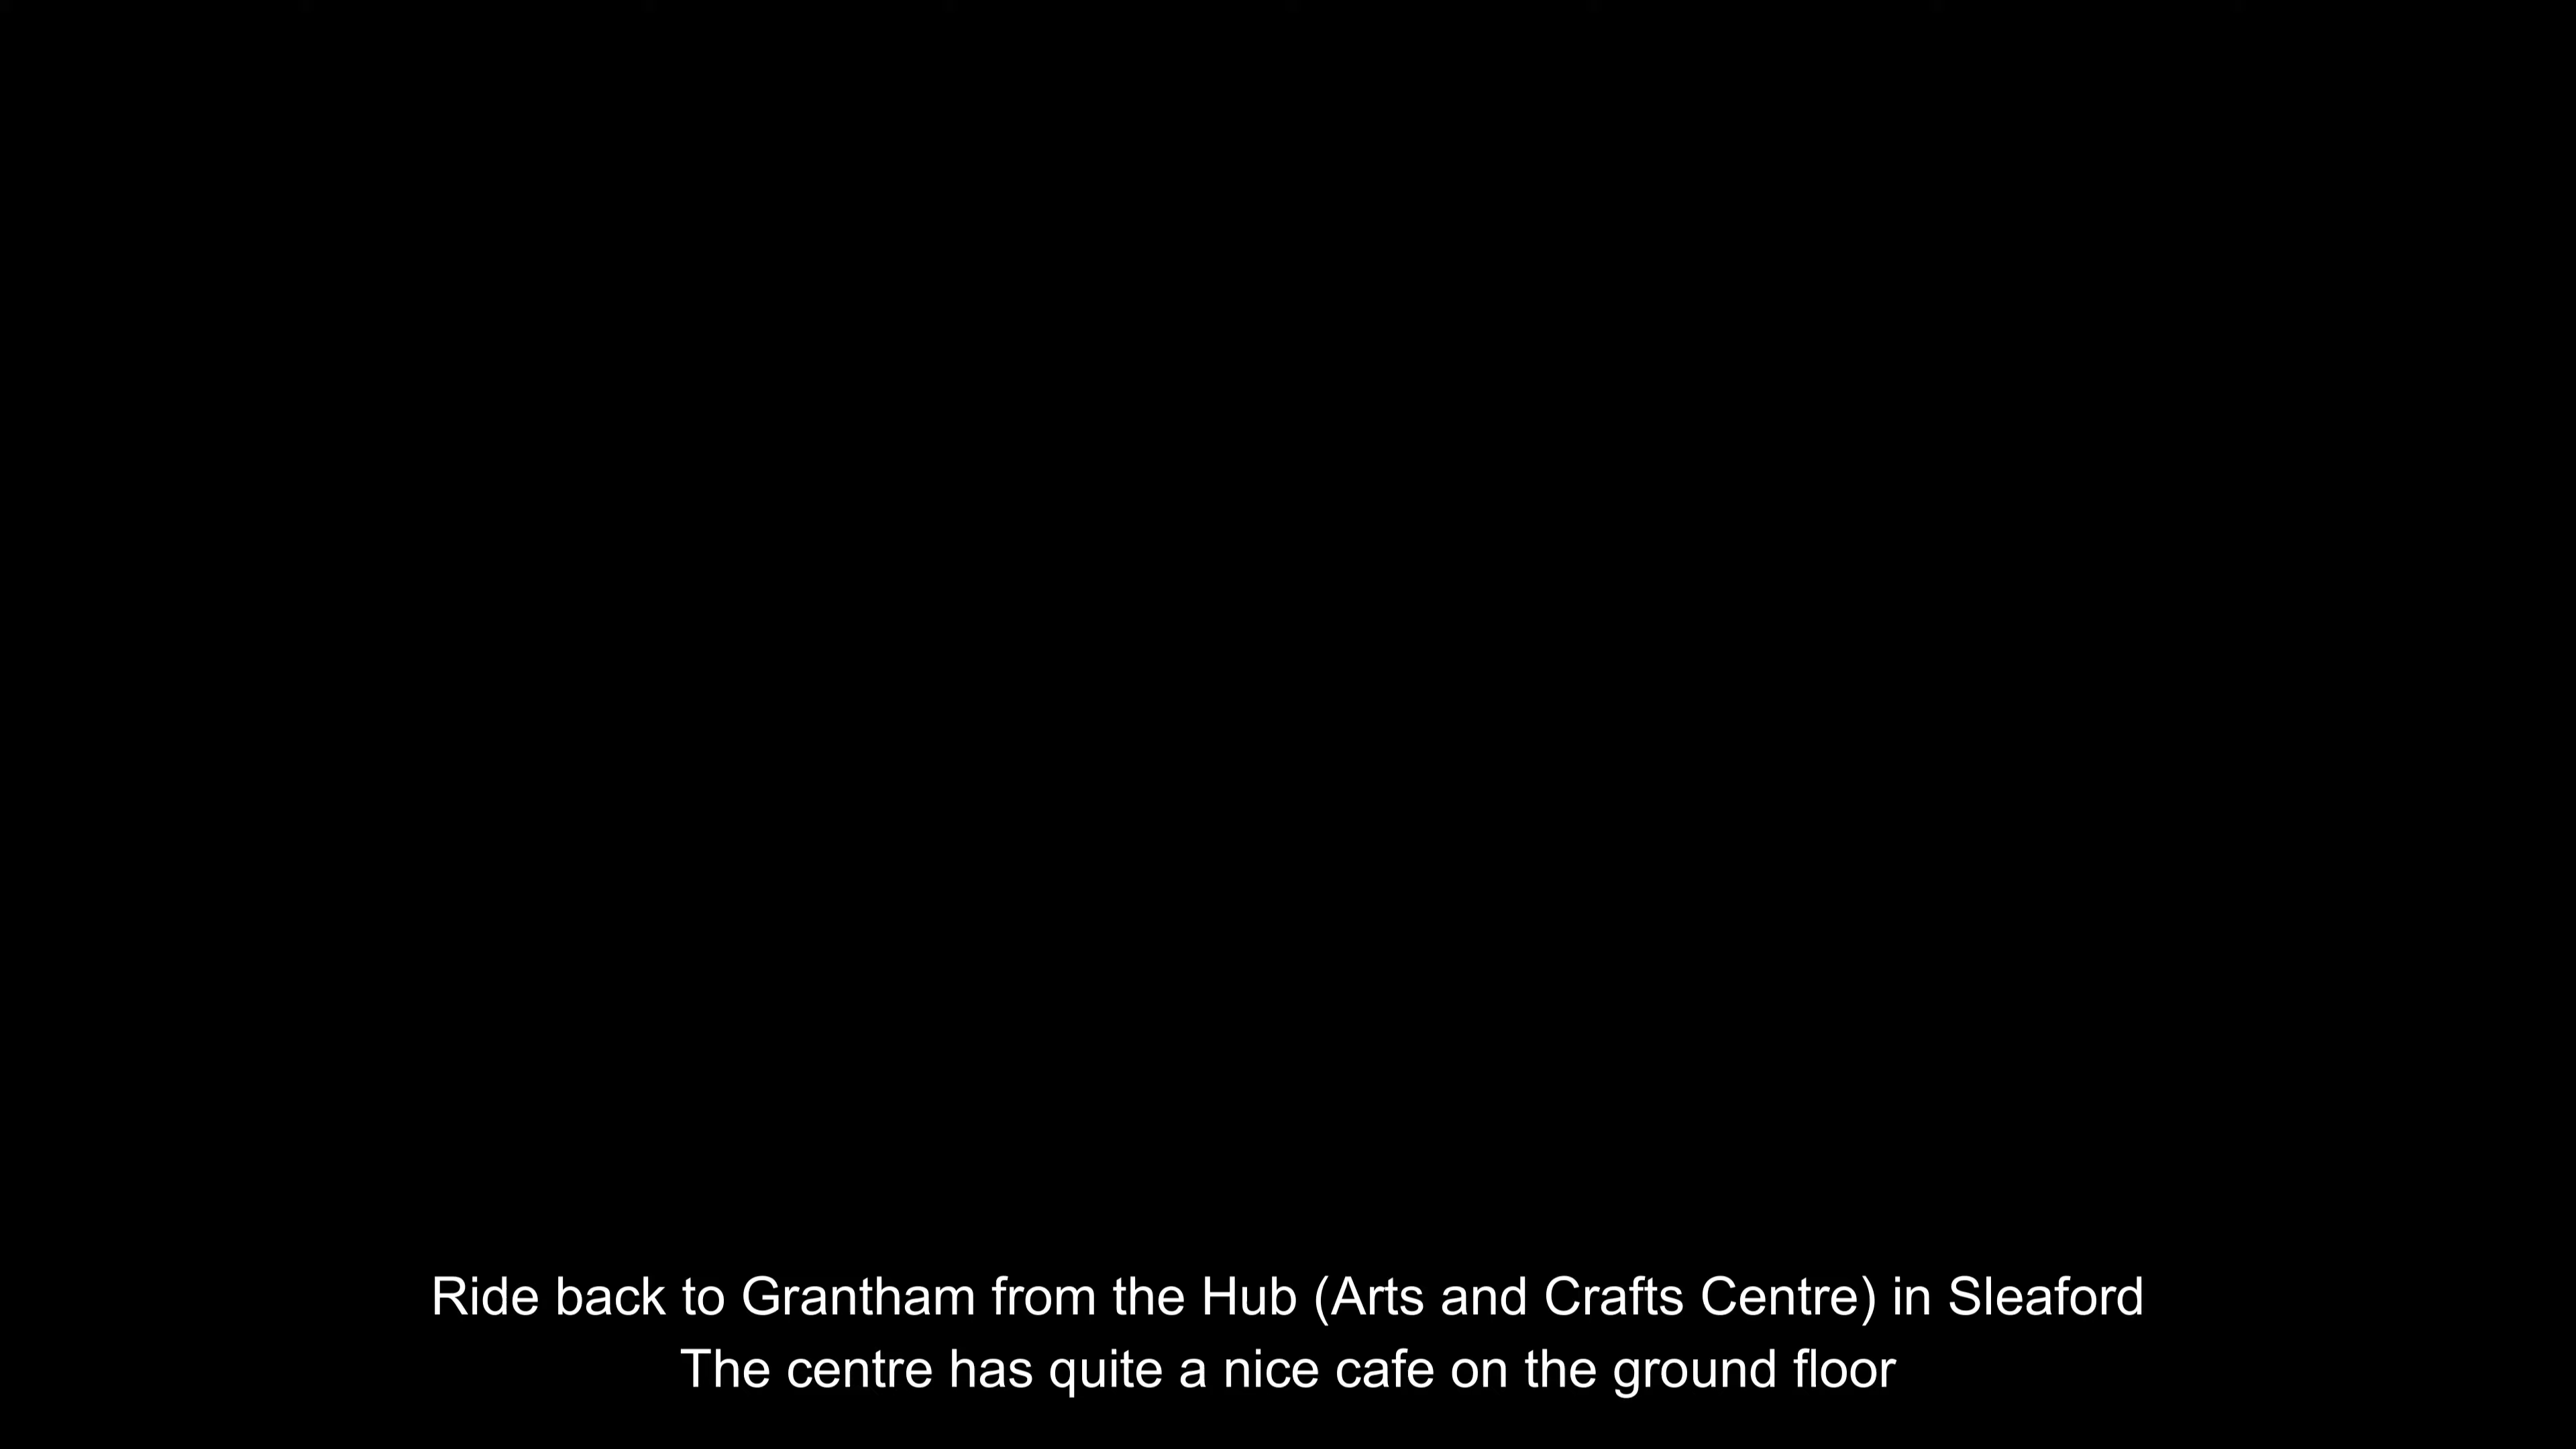 Ride back to Grantham from the Hub (Arts and Crafts Centre) in Sleaford
The centre has quite a nice cafe on the ground floor